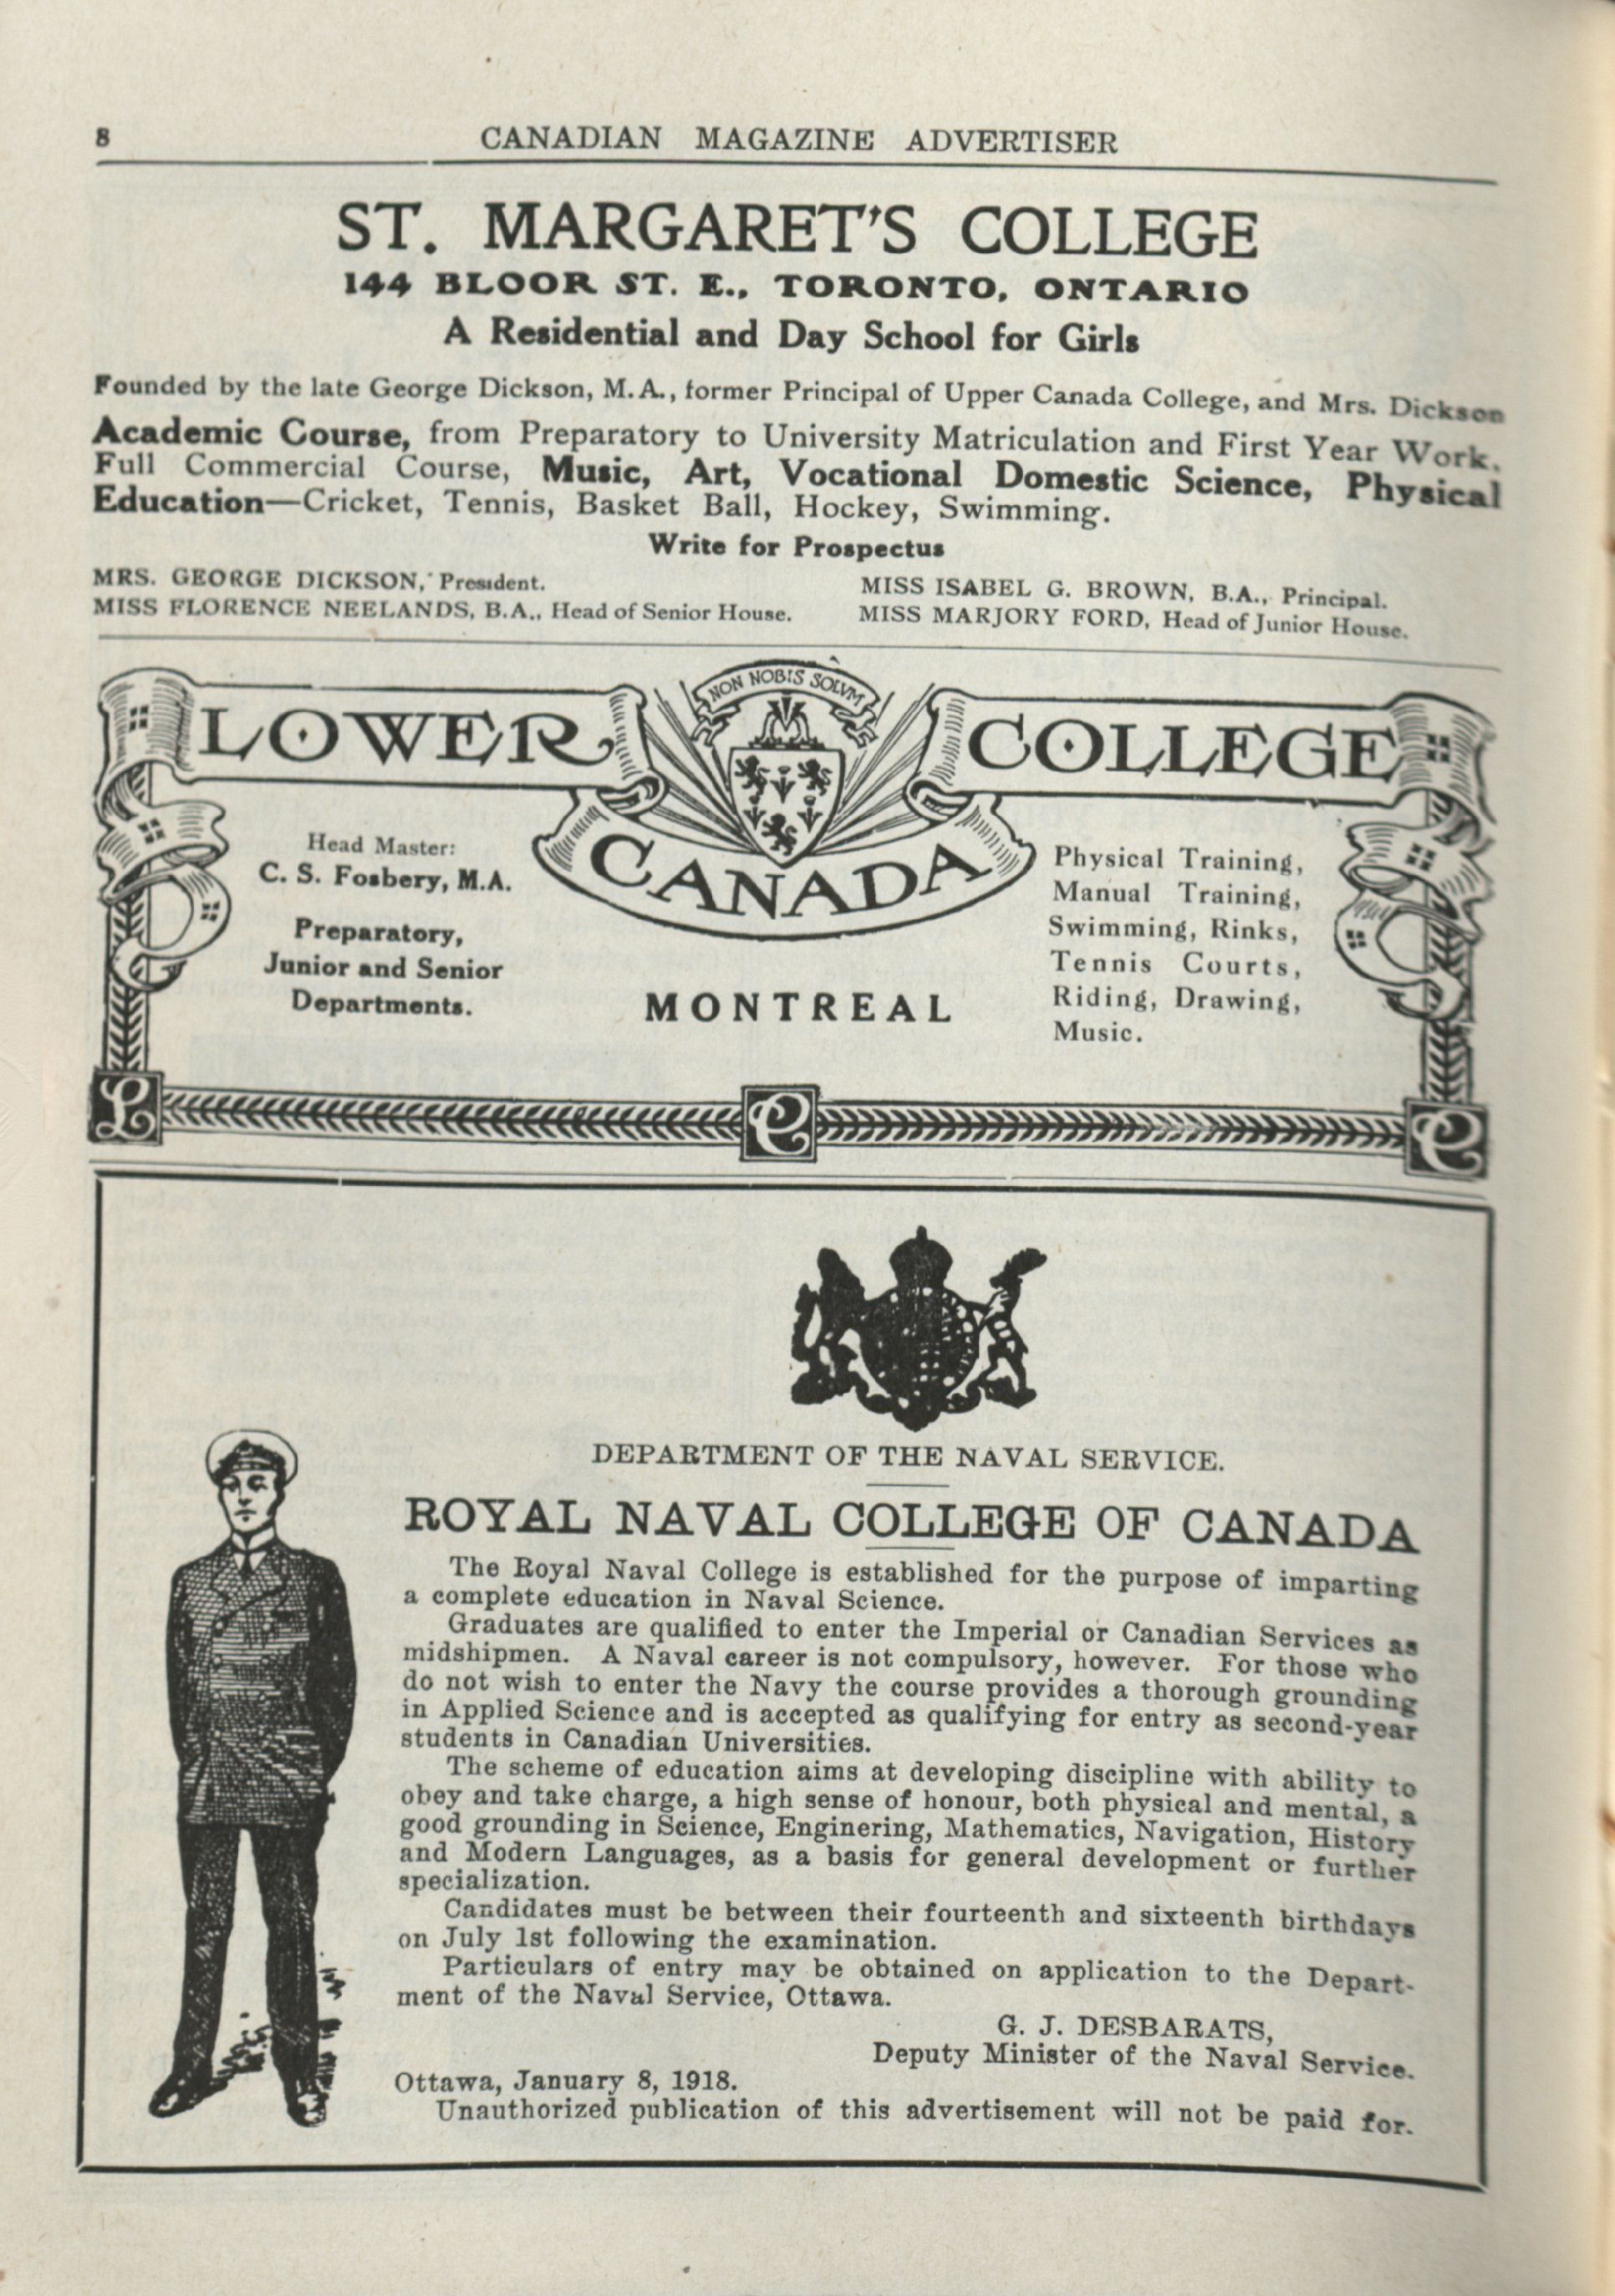 8
CANADIAN MAGAZINE ADVERTISER
ST. MARGARET'S COLLEGE
144 BLOOR ST. E., TORONTO, ONTARIO
A Residential and Day School for Girls
Founded by the late George Dickson, M.A., former Principal of Upper Canada College, and Mrs. Dickson
Academic Course, from Preparatory to University Matriculation and First Year Work.
Full Commercial Course, Music, Art, Vocational Domestic Science, Physical
Education—Cricket, Tennis, Basket Ball, Hockey, Swimming.
Write for Prospectus
MRS. GEORGE DICKSON, President.
MISS FLORENCE NEELANDS, B.A., Head of Senior House.
MISS ISABEL G. BROWN, B.A., Principal.
MISS MARJORY FORD, Head of Junior House.
NON NOBIS SOLVM
LOWER
CANADA
COLLEGE
Head Master:
C. S. Fosbery, M.A.
Preparatory,
Junior and Senior
Departments.
MONTREAL
Physical Training,
Manual Training,
Swimming, Rinks,
Tennis Courts,
Riding, Drawing,
Music.
L C C
DEPARTMENT OF THE NAVAL SERVICE.
ROYAL NAVAL COLLEGE OF CANADA
The Royal Naval College is established for the purpose of imparting
a complete education in Naval Science.
Graduates are qualified to enter the Imperial or Canadian Services as
midshipmen. A Naval career is not compulsory, however. For those who
do not wish to enter the Navy the course provides a thorough grounding
in Applied Science and is accepted as qualifying for entry as second-year
students in Canadian Universities.
The scheme of education aims at developing discipline with ability to
obey and take charge, a high sense of honour, both physical and mental, a
good grounding in Science, Enginering, Mathematics, Navigation, History
and Modern Languages, as a basis for general development or further
specialization.
Candidates must be between their fourteenth and sixteenth birthdays
on July 1st following the examination.
Particulars of entry may be obtained on application to the Depart-
ment of the Naval Service, Ottawa.
G. J. DESBARATS,
Deputy Minister of the Naval Service.
Ottawa, January 8, 1918.
Unauthorized publication of this advertisement will not be paid for.